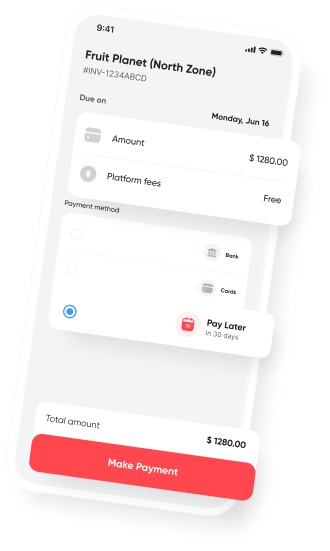 9:41
Fruit Planet (North Zone)
#INV-1234ABCD
Due on
Monday, Jun 16
Amount
$ 1280.00
Platform fees
Free
Payment method
Bank
Cards
30
Pay Later
In 30 days
Total amount
$ 1280.00
Make Payment